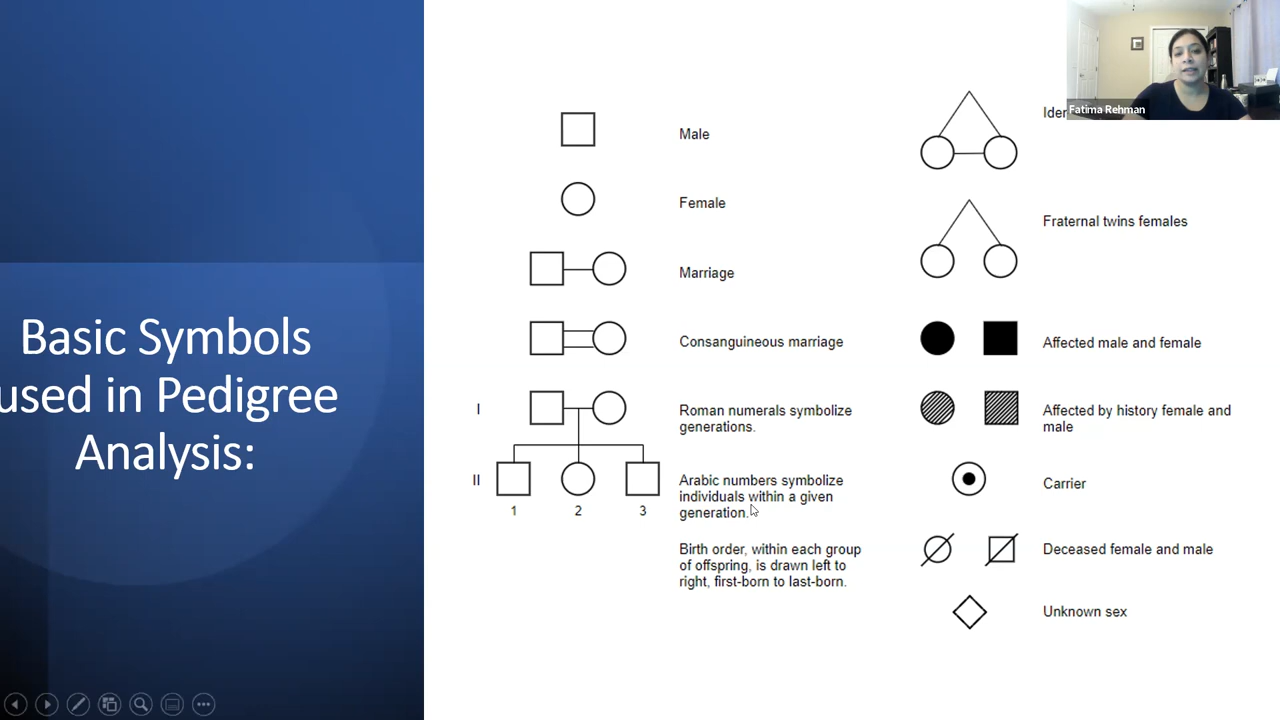 Basic Symbols
used in Pedigree
Analysis:
Male
Female
Marriage
Consanguineous marriage
I
Roman numerals symbolize
generations.
II
1 2 3
Arabic numbers symbolize
individuals within a given
generation.
Birth order, within each group
of offspring, is drawn left to
right, first-born to last-born.
Fatima Rehman
Fraternal twins females
Affected male and female
Affected by history female and
male
Carrier
Deceased female and male
Unknown sex